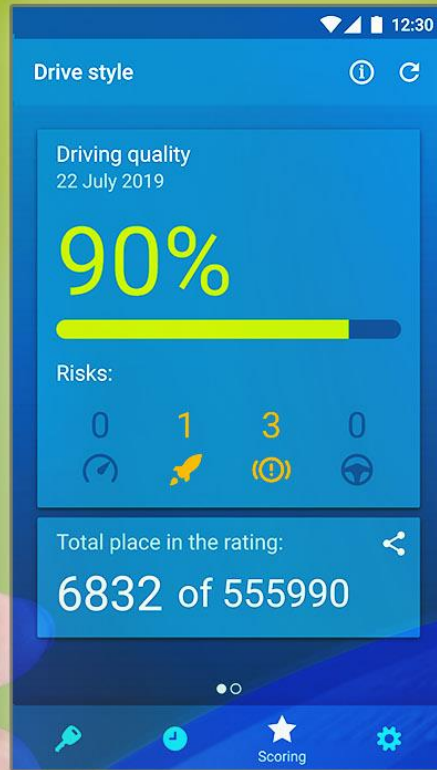 12:30
Drive style
Driving quality
22 July 2019
90%
Risks:
0 1 3 0
Total place in the rating:
6832 of 555990
Scoring